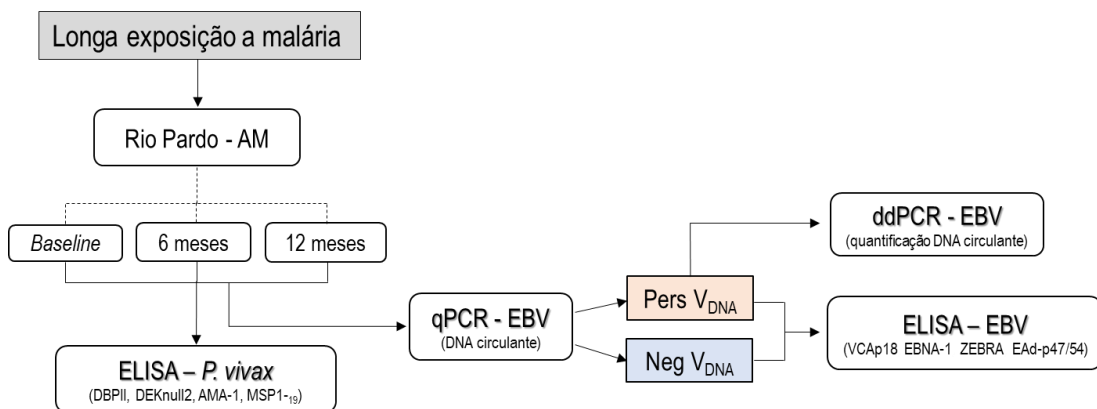 Longa exposição a malária
Rio Pardo - AM
Baseline
6 meses
12 meses
ELISA – P. vivax
(DBPII, DEKnull2, AMA-1, MSP1-19)
qPCR - EBV
(DNA circulante)
Pers VDNA
Neg VDNA
ddPCR - EBV
(quantificação DNA circulante)
ELISA – EBV
(VCAp18 EBNA-1 ZEBRA EAd-p47/54)